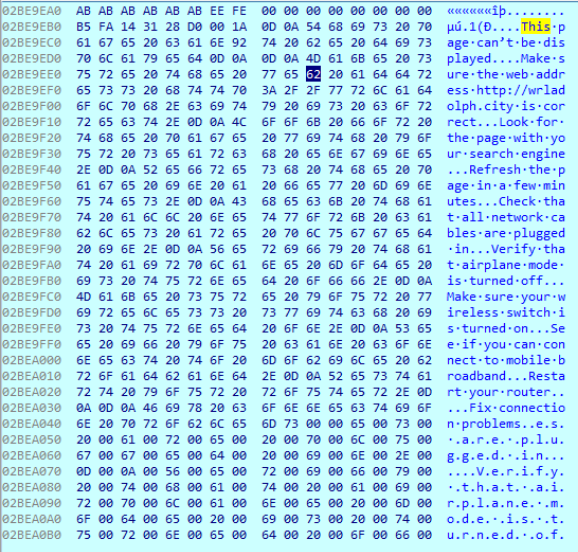 02BE9EA0 AB AB AB AB AB AB EE FE 00 00 00 00 00 00 00 00 ««««««îþ........
02BE9EB0 B5 FA 14 31 28 D0 00 1A 0D 0A 54 68 69 73 20 70 µú.1(Ð....This·p
02BE9EC0 61 67 65 20 63 61 6E 92 74 20 62 65 20 64 69 73 age·can’t·be·dis
02BE9ED0 70 6C 61 79 65 64 0D 0A 0D 0A 4D 61 6B 65 20 73 played....Make·s
02BE9EE0 75 72 65 20 74 68 65 20 77 65 62 20 61 64 64 72 ure·the·web·addr
02BE9EF0 65 73 73 20 68 74 74 70 3A 2F 2F 77 72 6C 61 64 ess·http://wrlad
02BE9F00 6F 6C 70 68 2E 63 69 74 79 20 69 73 20 63 6F 72 olph.city·is·cor
02BE9F10 72 65 63 74 2E 0D 0A 4C 6F 6F 6B 20 66 6F 72 20 rect...Look·for·
02BE9F20 74 68 65 20 70 61 67 65 20 77 69 74 68 20 79 6F the·page·with·yo
02BE9F30 75 72 20 73 65 61 72 63 68 20 65 6E 67 69 6E 65 ur·search·engine
02BE9F40 2E 0D 0A 52 65 66 72 65 73 68 20 74 68 65 20 70 ...Refresh·the·p
02BE9F50 61 67 65 20 69 6E 20 61 20 66 65 77 20 6D 69 6E age·in·a·few·min
02BE9F60 75 74 65 73 2E 0D 0A 43 68 65 63 6B 20 74 68 61 utes...Check·tha
02BE9F70 74 20 61 6C 6C 20 6E 65 74 77 6F 72 6B 20 63 61 t·all·network·ca
02BE9F80 62 6C 65 73 20 61 72 65 20 70 6C 75 67 67 65 64 bles·are·plugged
02BE9F90 20 69 6E 2E 0D 0A 56 65 72 69 66 79 20 74 68 61 ·in...Verify·tha
02BE9FA0 74 20 61 69 72 70 6C 61 6E 65 20 6D 6F 64 65 20 t·airplane·mode·
02BE9FB0 69 73 20 74 75 72 6E 65 64 20 6F 66 66 2E 0D 0A is·turned·off...
02BE9FC0 4D 61 6B 65 20 73 75 72 65 20 79 6F 75 72 20 77 Make·sure·your·w
02BE9FD0 69 72 65 6C 65 73 73 20 73 77 69 74 63 68 20 69 ireless·switch·i
02BE9FE0 73 20 74 75 72 6E 65 64 20 6F 6E 2E 0D 0A 53 65 s·turned·on...Se
02BE9FF0 65 20 69 66 20 79 6F 75 20 63 61 6E 20 63 6F 6E e·if·you·can·con
02BEA000 6E 65 63 74 20 74 6F 20 6D 6F 62 69 6C 65 20 62 nect·to·mobile·b
02BEA010 72 6F 61 64 62 61 6E 64 2E 0D 0A 52 65 73 74 61 roadband...Resta
02BEA020 72 74 20 79 6F 75 72 20 72 6F 75 74 65 72 2E 0D rt·your·router..
02BEA030 0A 0D 0A 46 69 78 20 63 6F 6E 6E 65 63 74 69 6F ...Fix·connectio
02BEA040 6E 20 70 72 6F 62 6C 65 6D 73 00 00 65 00 73 00 n·problems..e.s.
02BEA050 20 00 61 00 72 00 65 00 20 00 70 00 6C 00 75 00 ·.a.r.e.·.p.l.u.
02BEA060 67 00 67 00 65 00 64 00 20 00 69 00 6E 00 2E 00 g.g.e.d.·.i.n...
02BEA070 0D 00 0A 00 56 00 65 00 72 00 69 00 66 00 79 00 ....V.e.r.i.f.y.
02BEA080 20 00 74 00 68 00 61 00 74 00 20 00 61 00 69 00 ·.t.h.a.t.·.a.i.
02BEA090 72 00 70 00 6C 00 61 00 6E 00 65 00 20 00 6D 00 r.p.l.a.n.e.·.m.
02BEA0A0 6F 00 64 00 65 00 20 00 69 00 73 00 20 00 74 00 o.d.e.·.i.s.·.t.
02BEA0B0 75 00 72 00 6E 00 65 00 64 00 20 00 6F 00 66 00 u.r.n.e.d.·.o.f.